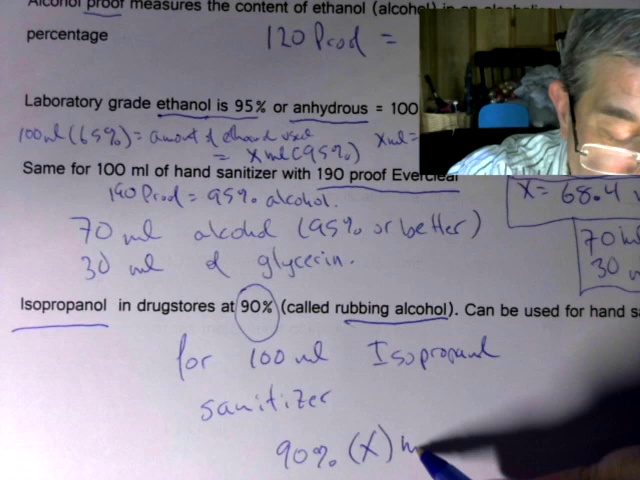 Alcohol proof measures the content of ethanol (alcohol) in an
percentage
120 Prod =
Laboratory grade ethanol is 95% or anhydrous = 100
100 ml (65%) = amount of ethanol used
= X ml (95%)
X ml =
Same for 100 ml of hand sanitizer with 190 proof Everclear
190 Prod = 95% alcohol.
X = 68.4
70 ml alcohol (95% or better)
30 ml of glycerin.
70 ml
30
Isopropanol in drugstores at 90% (called rubbing alcohol). Can be used for hand
for 100 ml Isopropanol
sanitizer
90% (X)